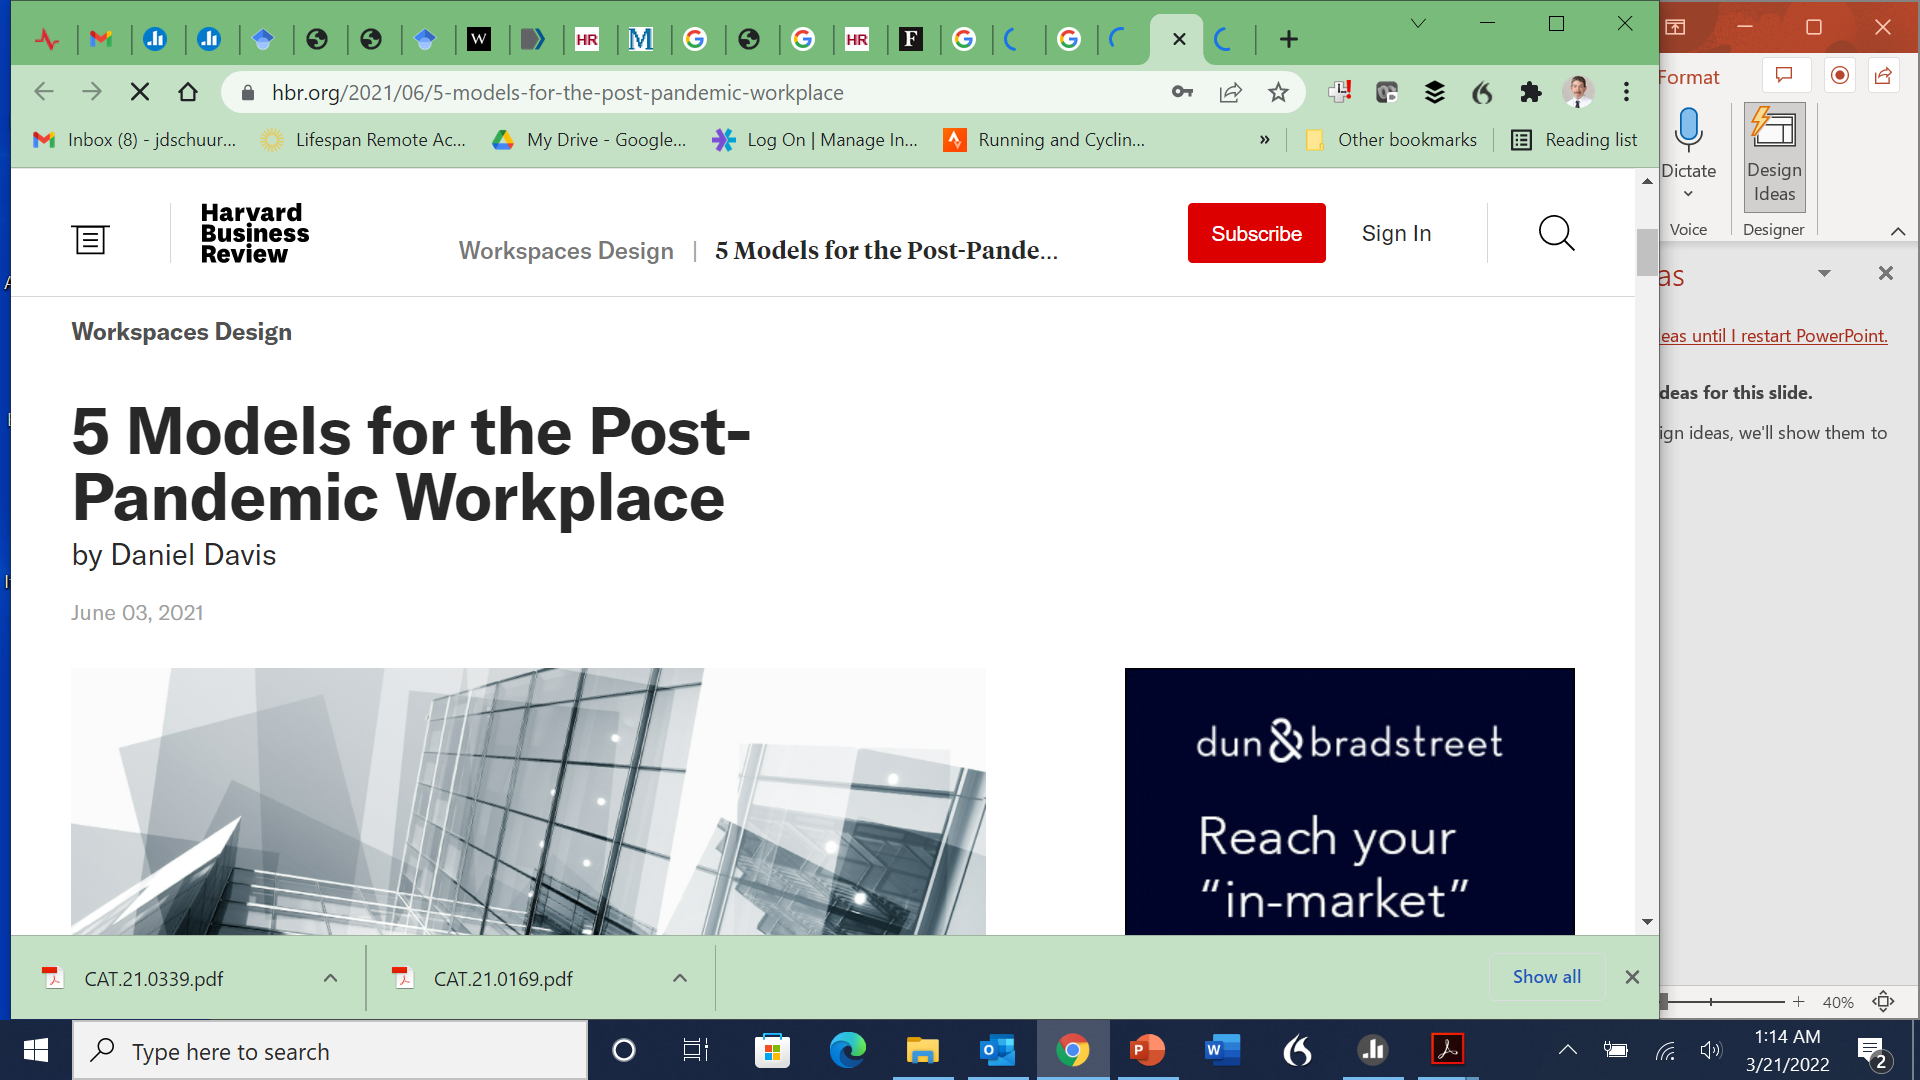 W
HR
M
G
G
HR
F
G
G
hbr.org/2021/06/5-models-for-the-post-pandemic-workplace
Inbox (8) - jdschuur...
Lifespan Remote Ac...
My Drive - Google...
Log On | Manage In...
Running and Cyclin...
»
Other bookmarks
Reading list
Harvard
Business
Review
Workspaces Design | 5 Models for the Post-Pande...
Subscribe
Sign In
Workspaces Design
5 Models for the Post-
Pandemic Workplace
by Daniel Davis
June 03, 2021
dun&bradstreet
Reach your
“in-market”
CAT.21.0339.pdf
CAT.21.0169.pdf
Show all
Format
Dictate
Design
Ideas
Voice
Designer
as
eas until I restart PowerPoint.
deas for this slide.
ign ideas, we'll show them to
40%
Type here to search
1:14 AM
3/21/2022
2